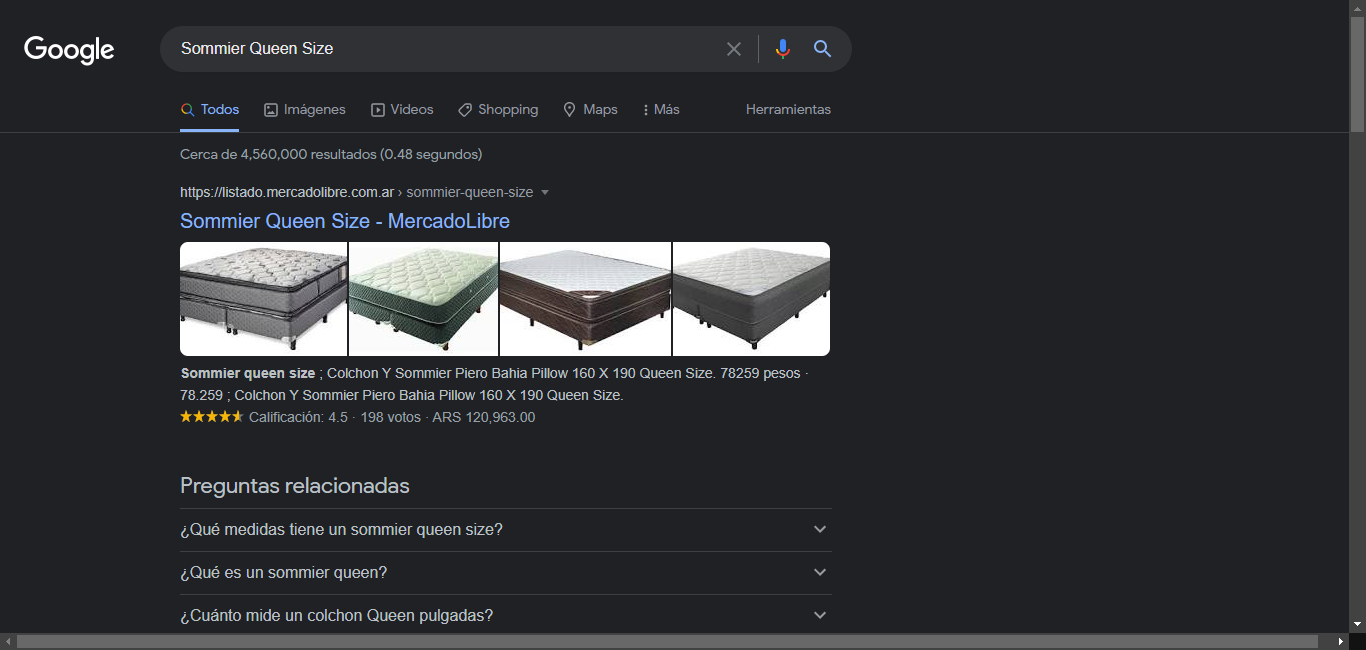 Google
Sommier Queen Size
Todos
Imágenes
Videos
Shopping
Maps
Más
Herramientas
Cerca de 4,560,000 resultados (0.48 segundos)
https://listado.mercadolibre.com.ar › sommier-queen-size
Sommier Queen Size - MercadoLibre
Sommier queen size ; Colchon Y Sommier Piero Bahia Pillow 160 X 190 Queen Size. 78259 pesos ·
78.259 ; Colchon Y Sommier Piero Bahia Pillow 160 X 190 Queen Size.
Calificación: 4.5 · 198 votos · ARS 120,963.00
Preguntas relacionadas
¿Qué medidas tiene un sommier queen size?
¿Qué es un sommier queen?
¿Cuánto mide un colchon Queen pulgadas?